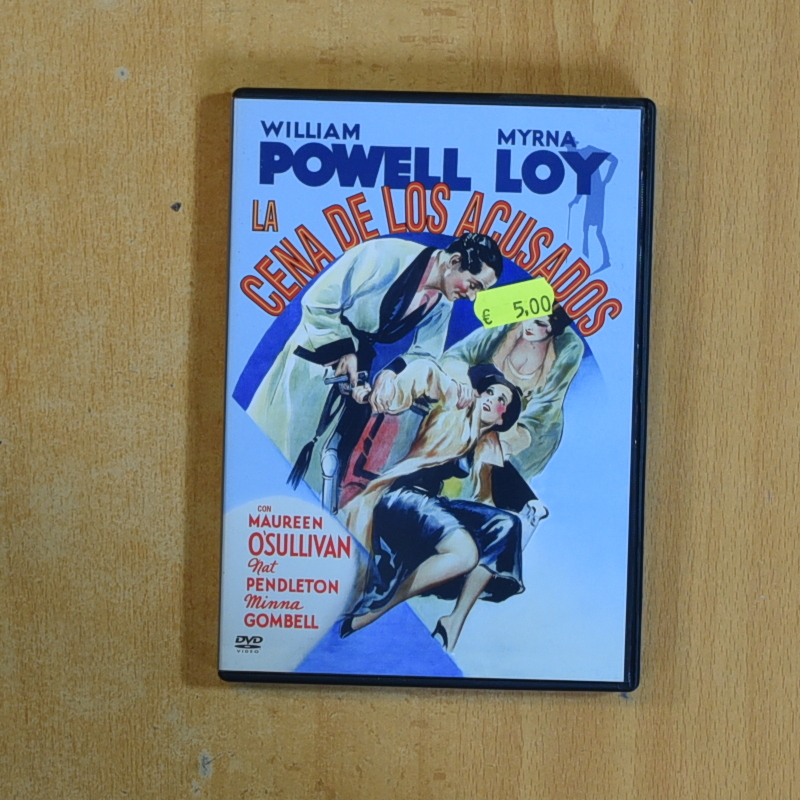 WILLIAM MYRNA
POWELL LOY
LA
CENA DE LOS ACUSADOS
€ 5,00
CON
MAUREEN
O'SULLIVAN
Nat
PENDLETON
Minna
GOMBELL
DVD
VIDEO